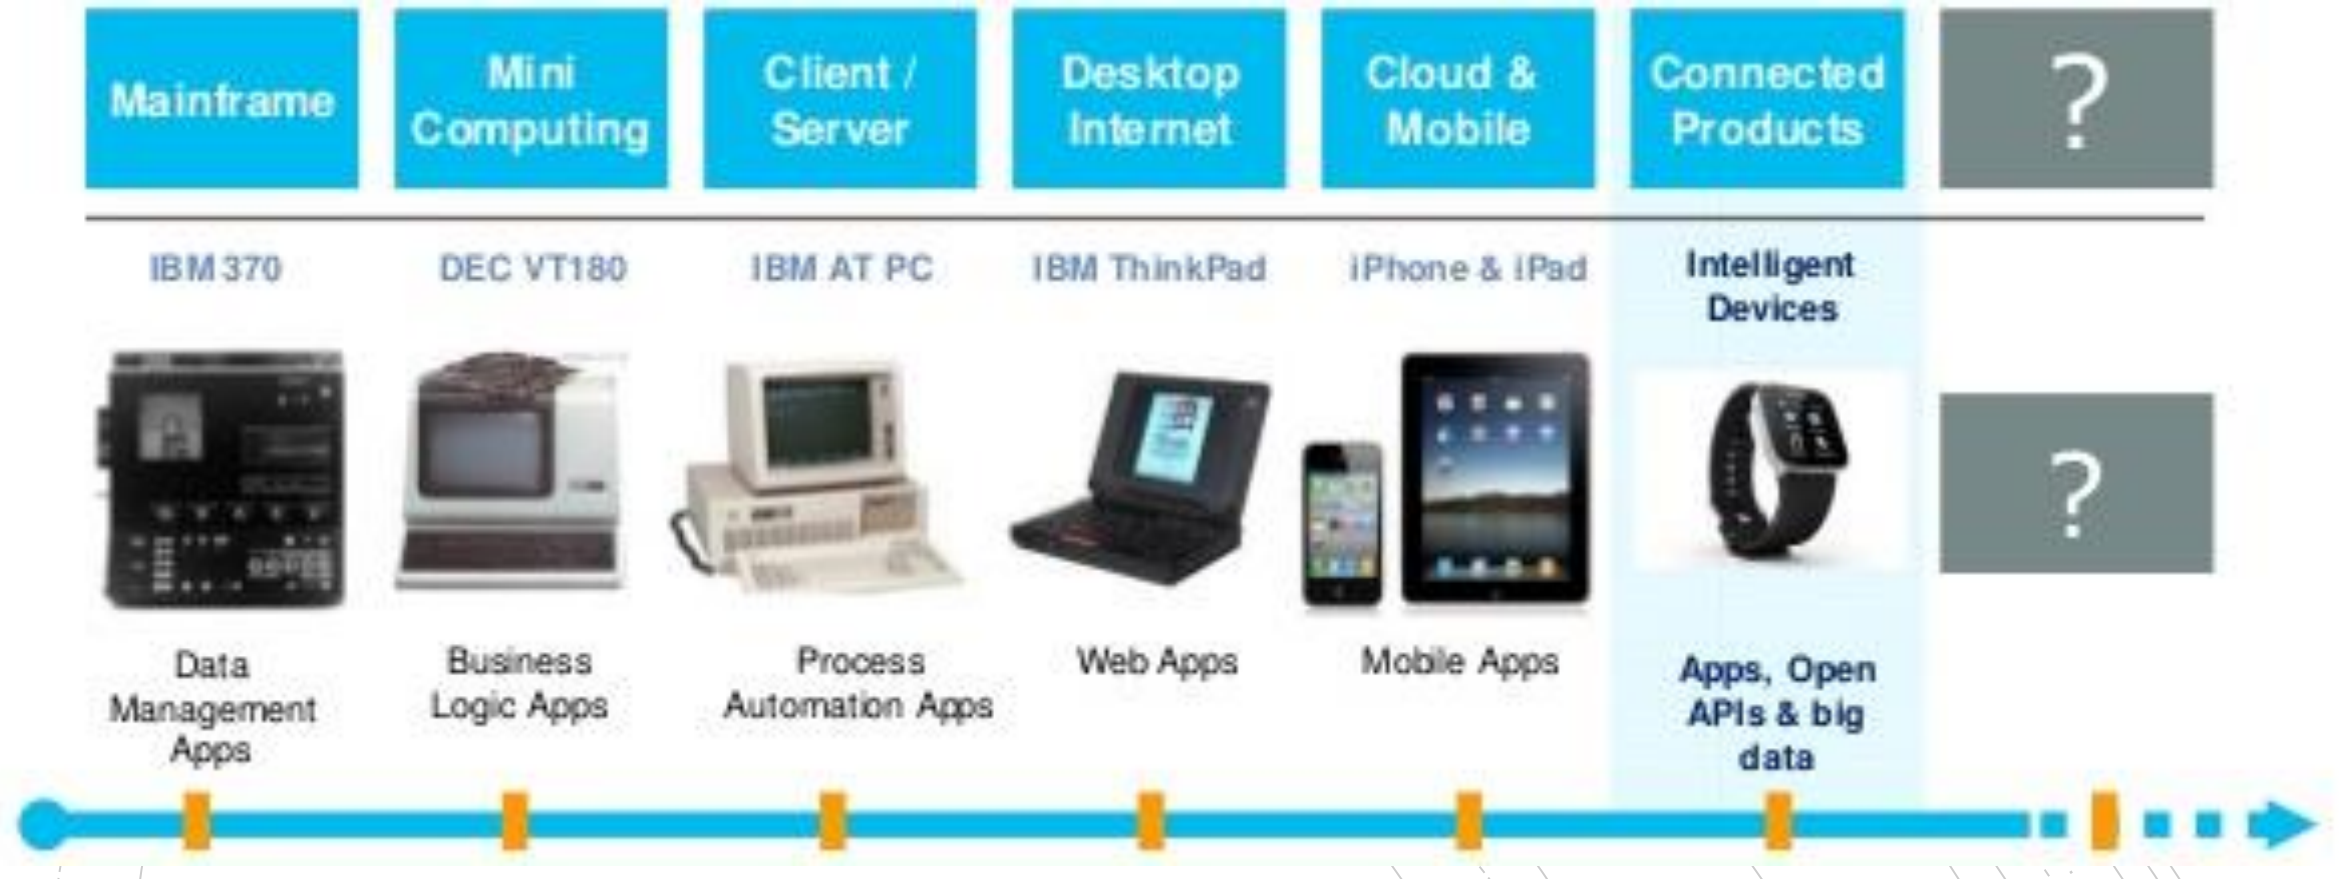 Mainframe
Mini
Computing
Client /
Server
Desktop
Internet
Cloud &
Mobile
Connected
Products
?
IBM 370
DEC VT180
IBM AT PC
IBM ThinkPad
iPhone & iPad
Intelligent
Devices
?
Data
Management
Apps
Business
Logic Apps
Process
Automation Apps
Web Apps
Mobile Apps
Apps, Open
APIs & big
data